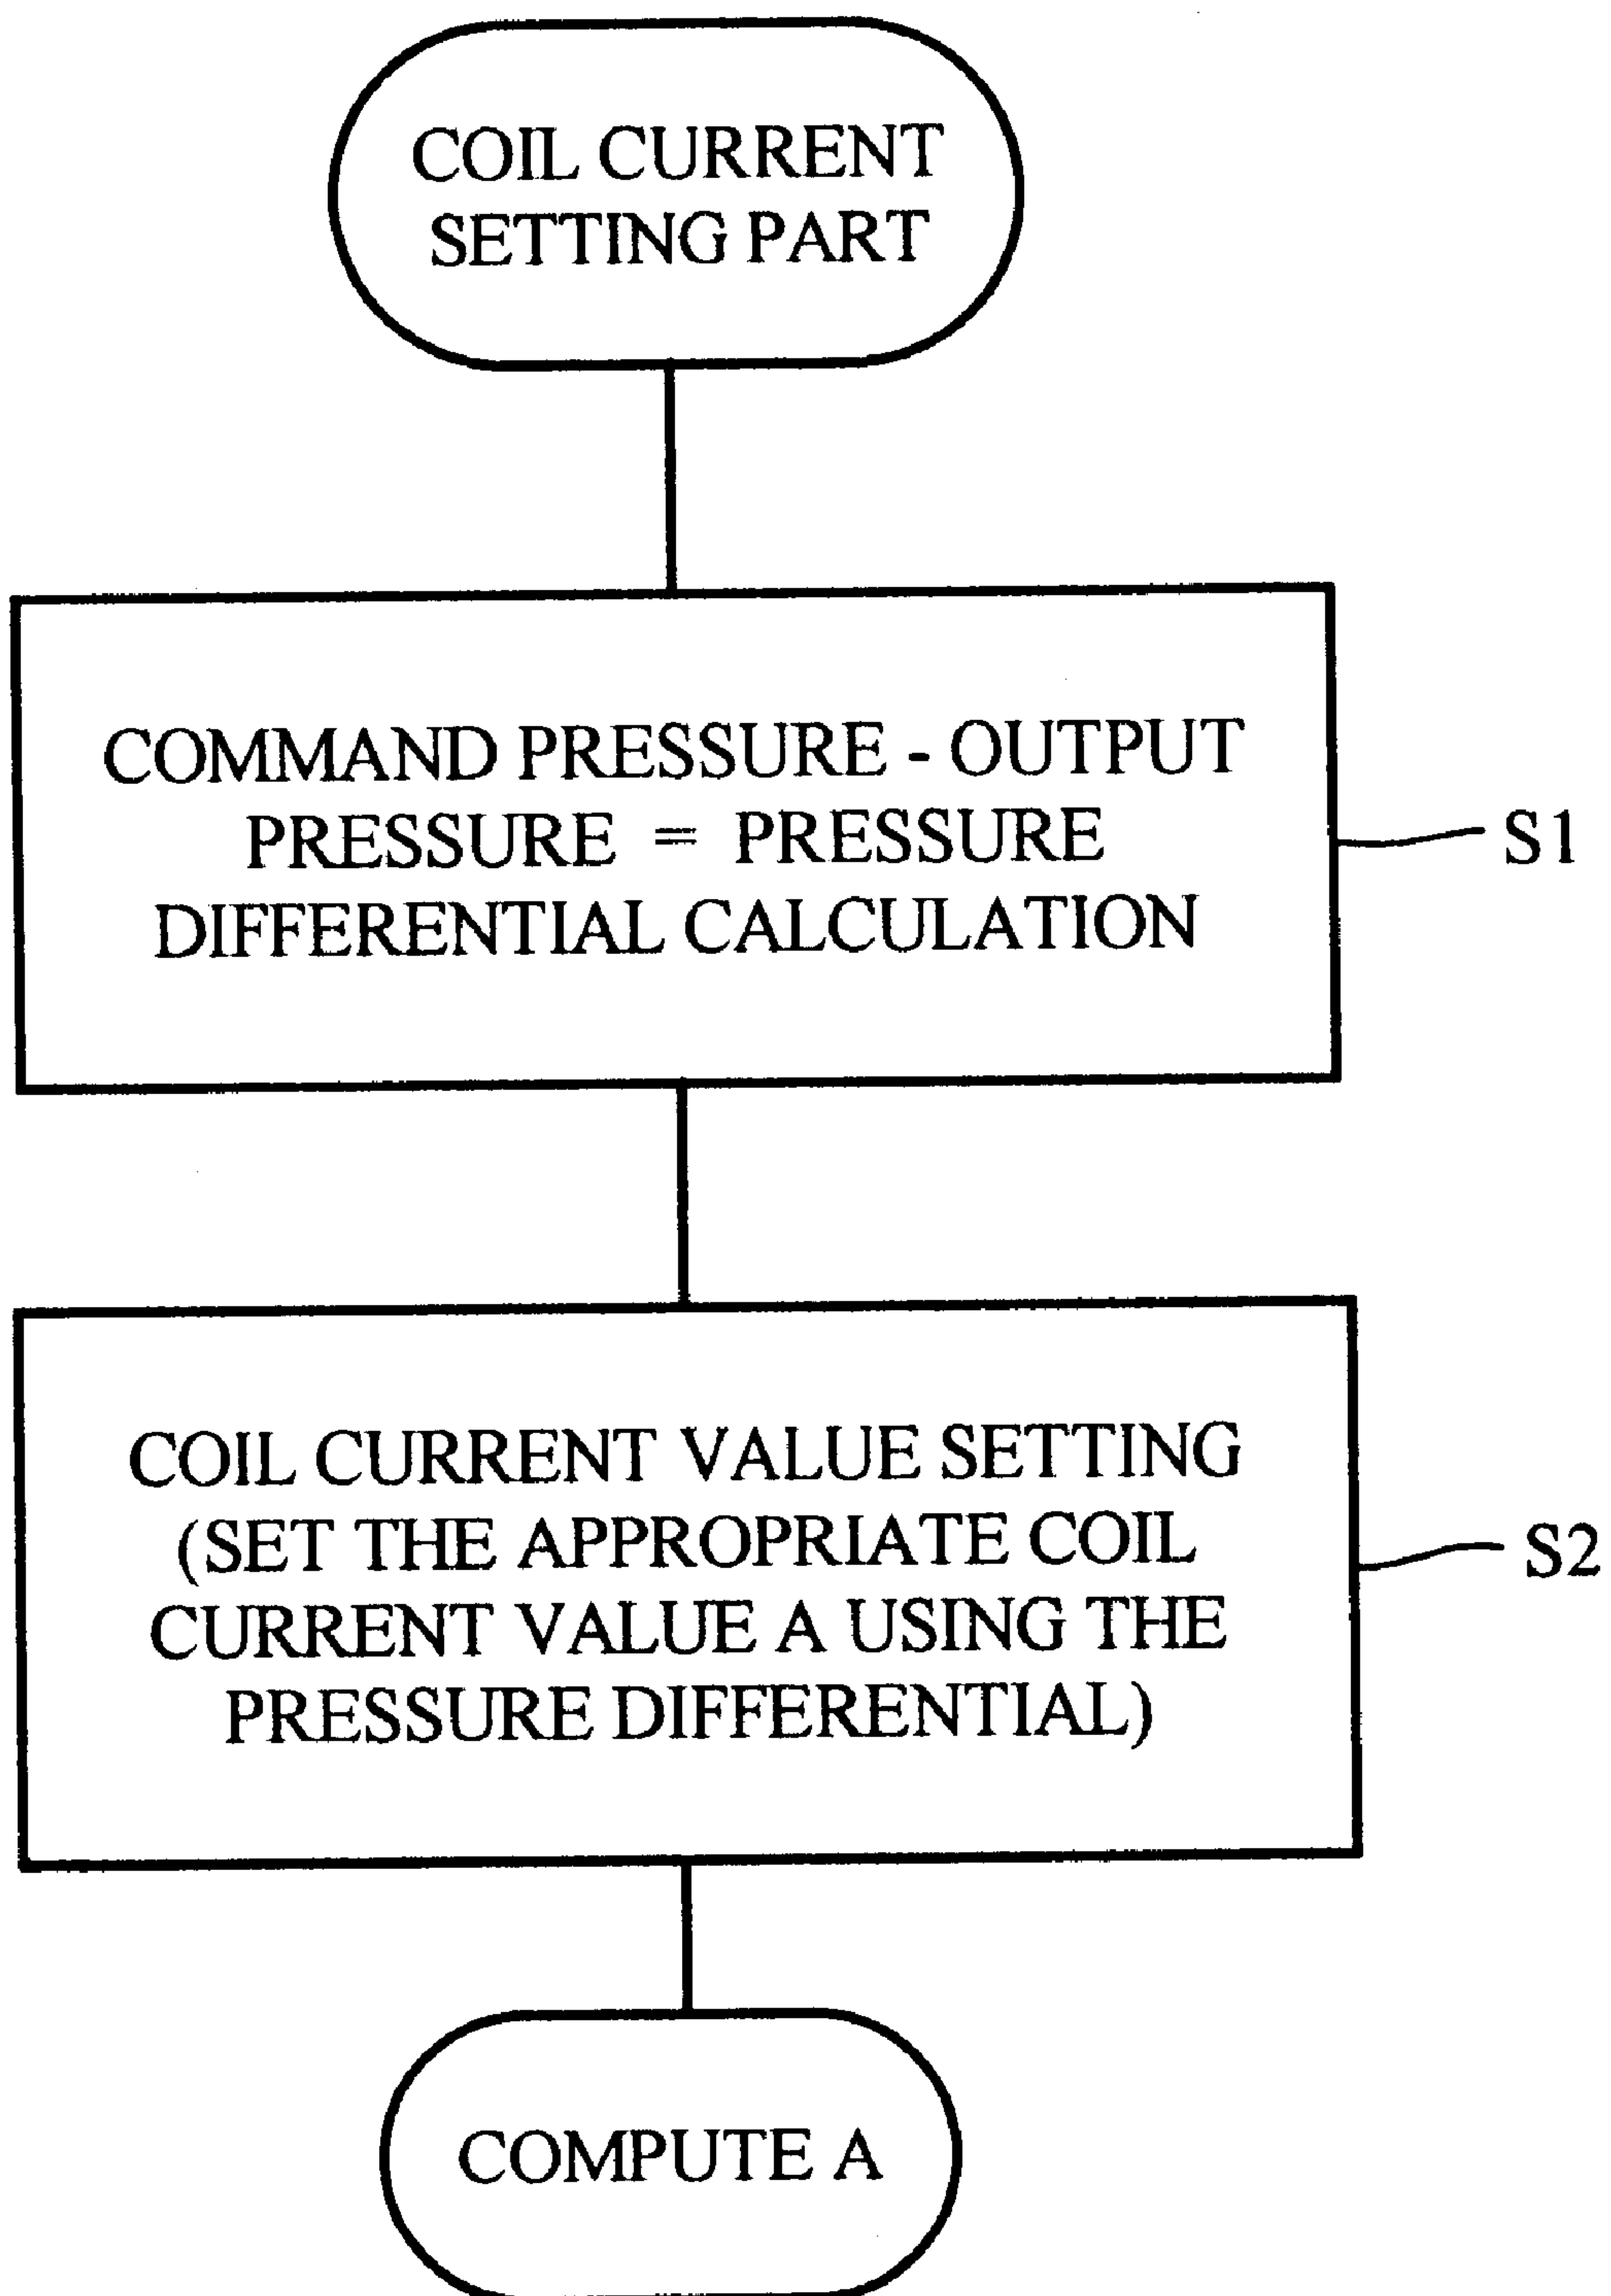 COIL CURRENT
SETTING PART
COMMAND PRESSURE - OUTPUT
PRESSURE = PRESSURE
DIFFERENTIAL CALCULATION
S1
COIL CURRENT VALUE SETTING
(SET THE APPROPRIATE COIL
CURRENT VALUE A USING THE
PRESSURE DIFFERENTIAL)
S2
COMPUTE A